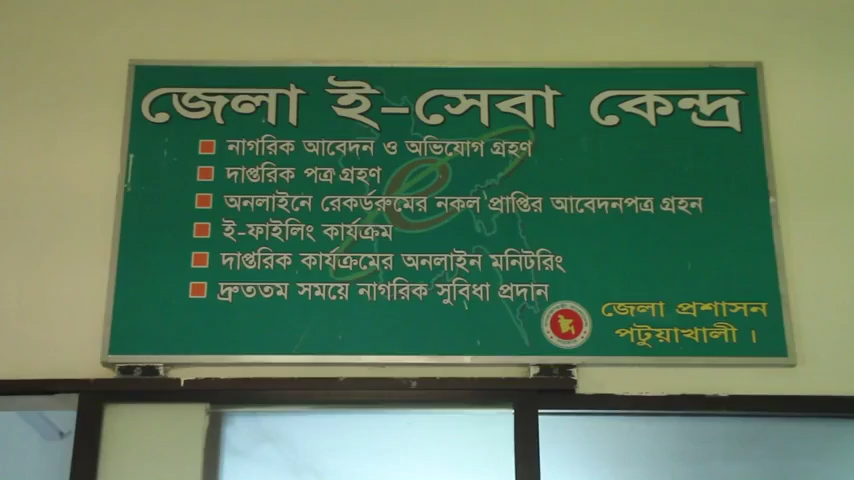 জেলা ই-সেবা কেন্দ্র
নাগরিক আবেদন ও অভিযোগ গ্রহণ
দাপ্তরিক পত্র গ্রহণ
অনলাইনে রেকর্ডরুমের নকল প্রাপ্তির আবেদনপত্র গ্রহন
ই-ফাইলিং কার্যক্রম
দাপ্তরিক কার্যক্রমের অনলাইন মনিটরিং
দ্রুততম সময়ে নাগরিক সুবিধা প্রদান
জেলা প্রশাসন
পটুয়াখালী ।